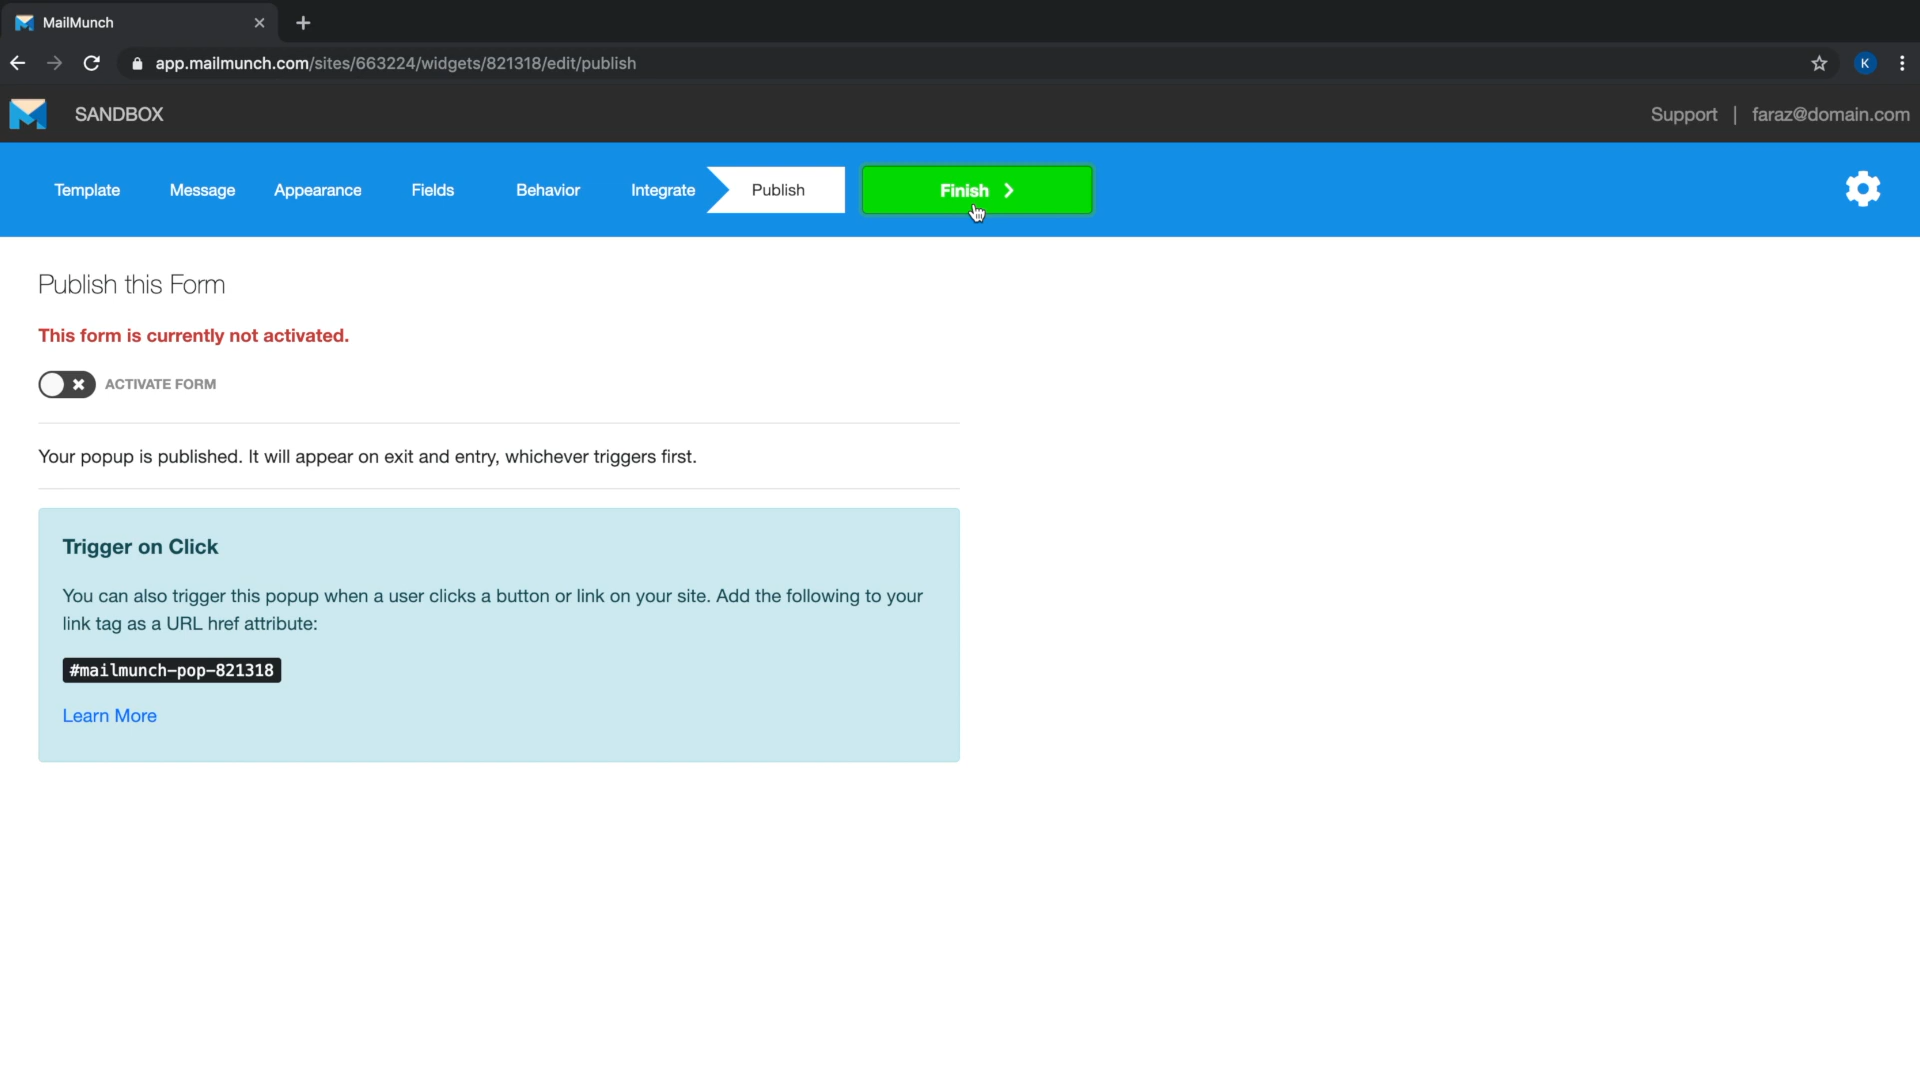 MailMunch
app.mailmunch.com/sites/663224/widgets/821318/edit/publish
K
SANDBOX
Support | faraz@domain.com
Template Message Appearance Fields Behavior Integrate Publish Finish
Publish this Form
This form is currently not activated.
ACTIVATE FORM
Your popup is published. It will appear on exit and entry, whichever triggers first.
Trigger on Click
You can also trigger this popup when a user clicks a button or link on your site. Add the following to your
link tag as a URL href attribute:
#mailmunch-pop-821318
Learn More